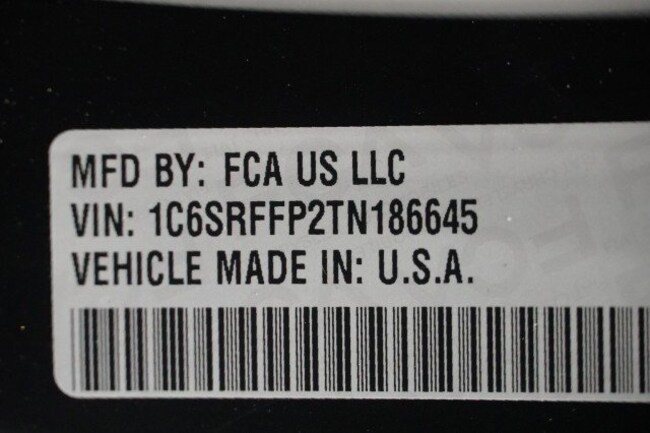 MFD BY: FCA US LLC
VIN: 1C6SRFFP2TN186645
VEHICLE MADE IN: U.S.A.